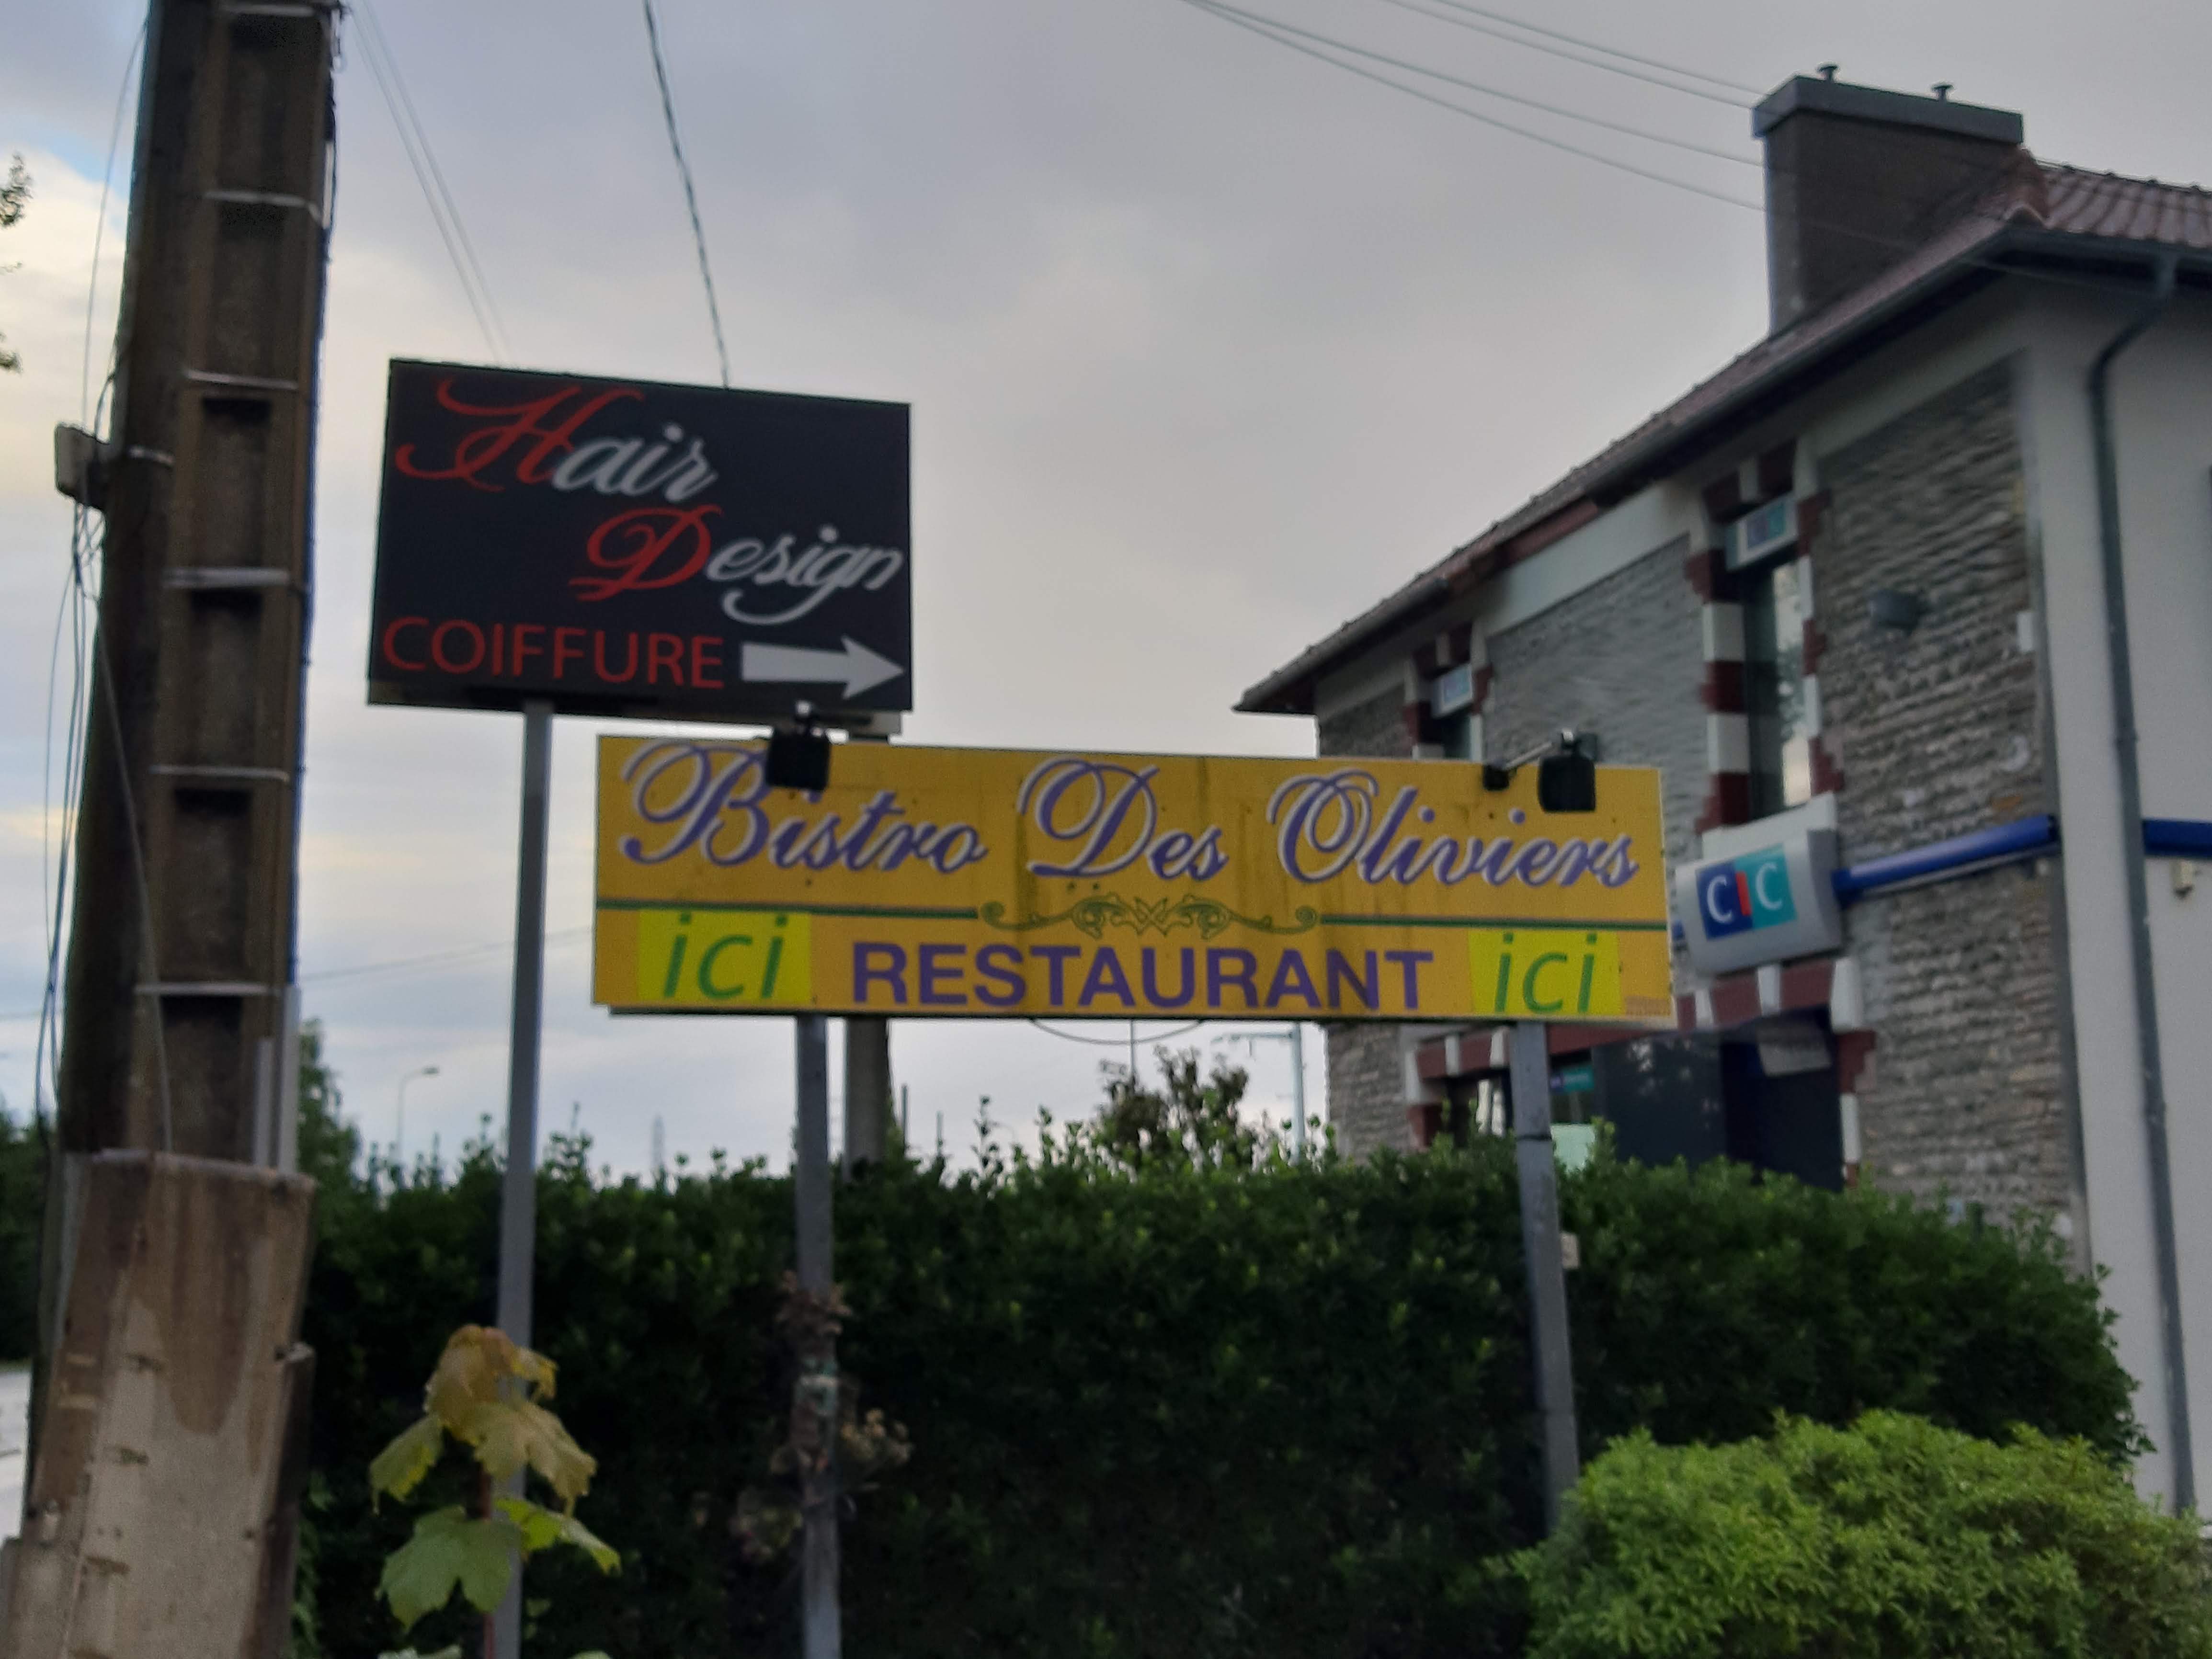 Hair
Design
COIFFURE
Bistro Des Oliviers
ici RESTAURANT ici
CIC